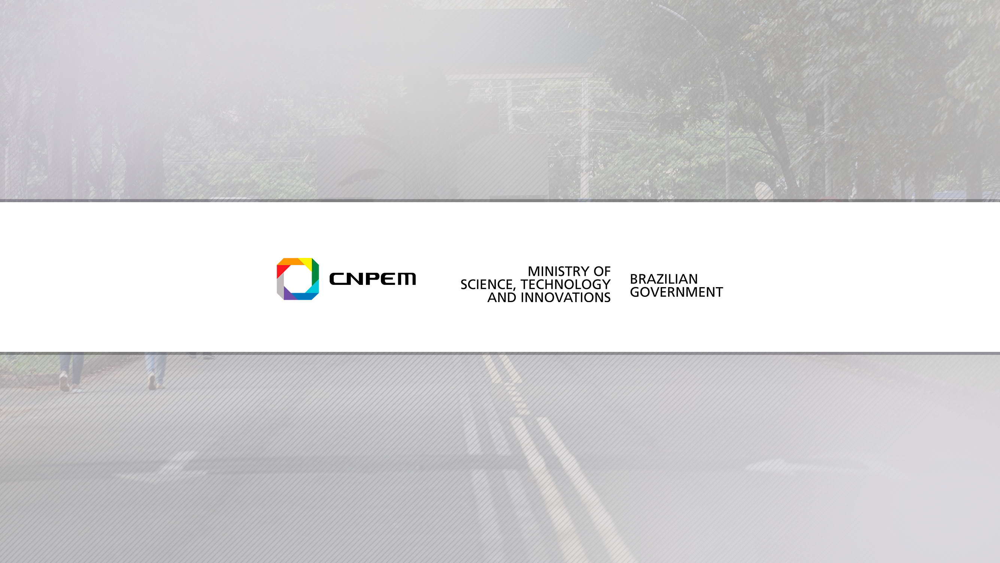 CNPEM
MINISTRY OF
SCIENCE, TECHNOLOGY
AND INNOVATIONS
BRAZILIAN
GOVERNMENT